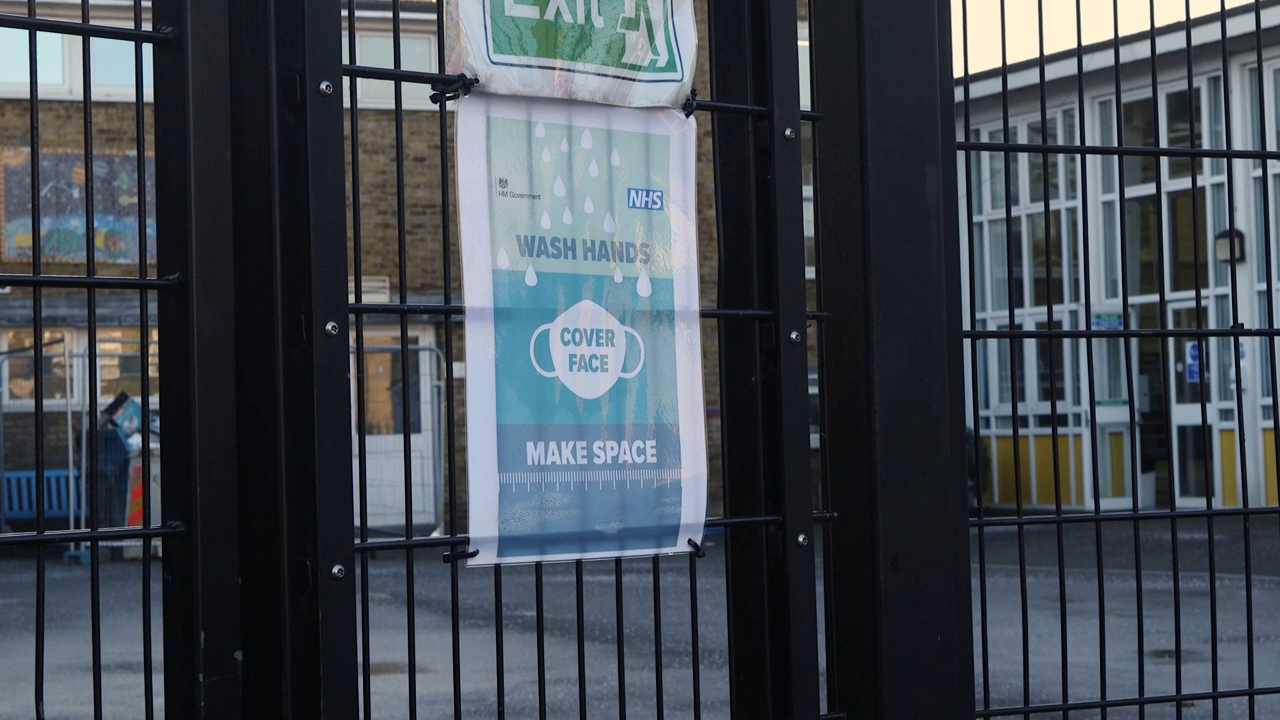 Exit
HM Government
NHS
WASH HANDS
COVER
FACE
MAKE SPACE